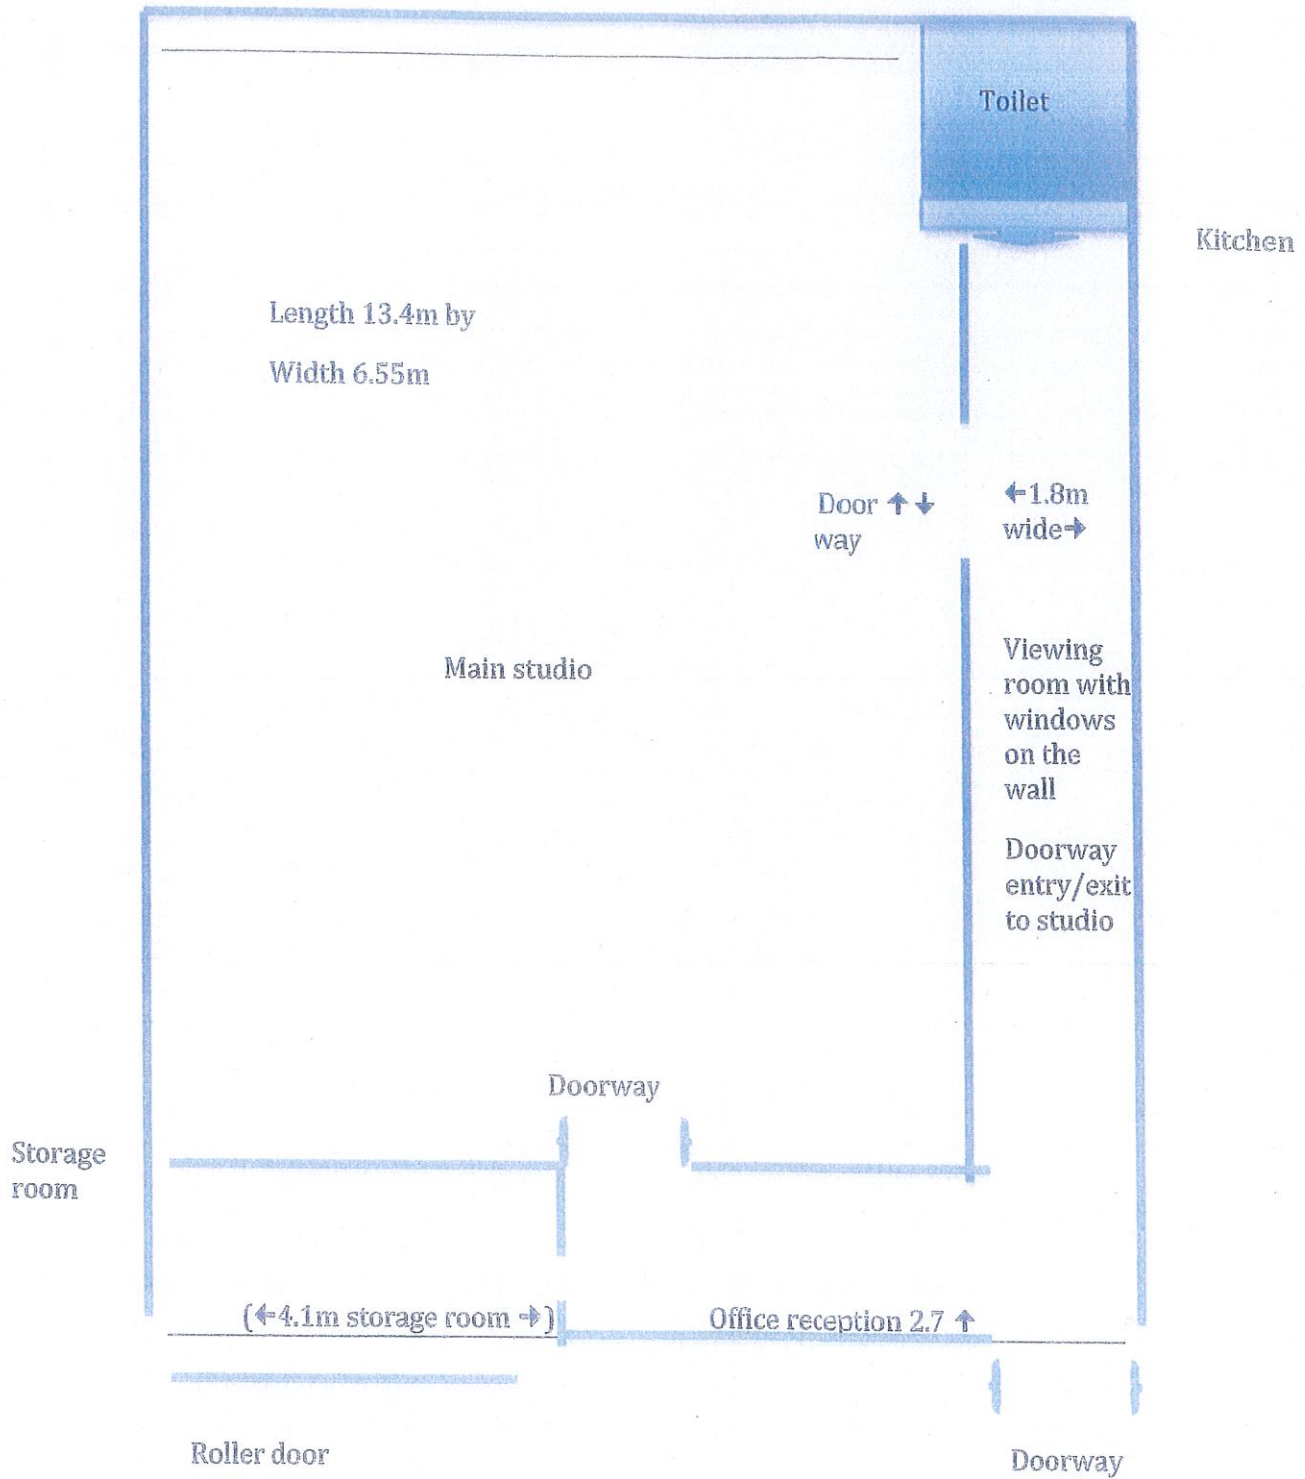 Toilet
Kitchen
Length 13.4m by
Width 6.55m
Door ↑ ↓
way
←1.8m
wide→
Main studio
Viewing
room with
windows
on the
wall
Doorway
entry/exit
to studio
Doorway
Storage
room
(←4.1m storage room →)
Office reception 2.7 ↑
Roller door
Doorway